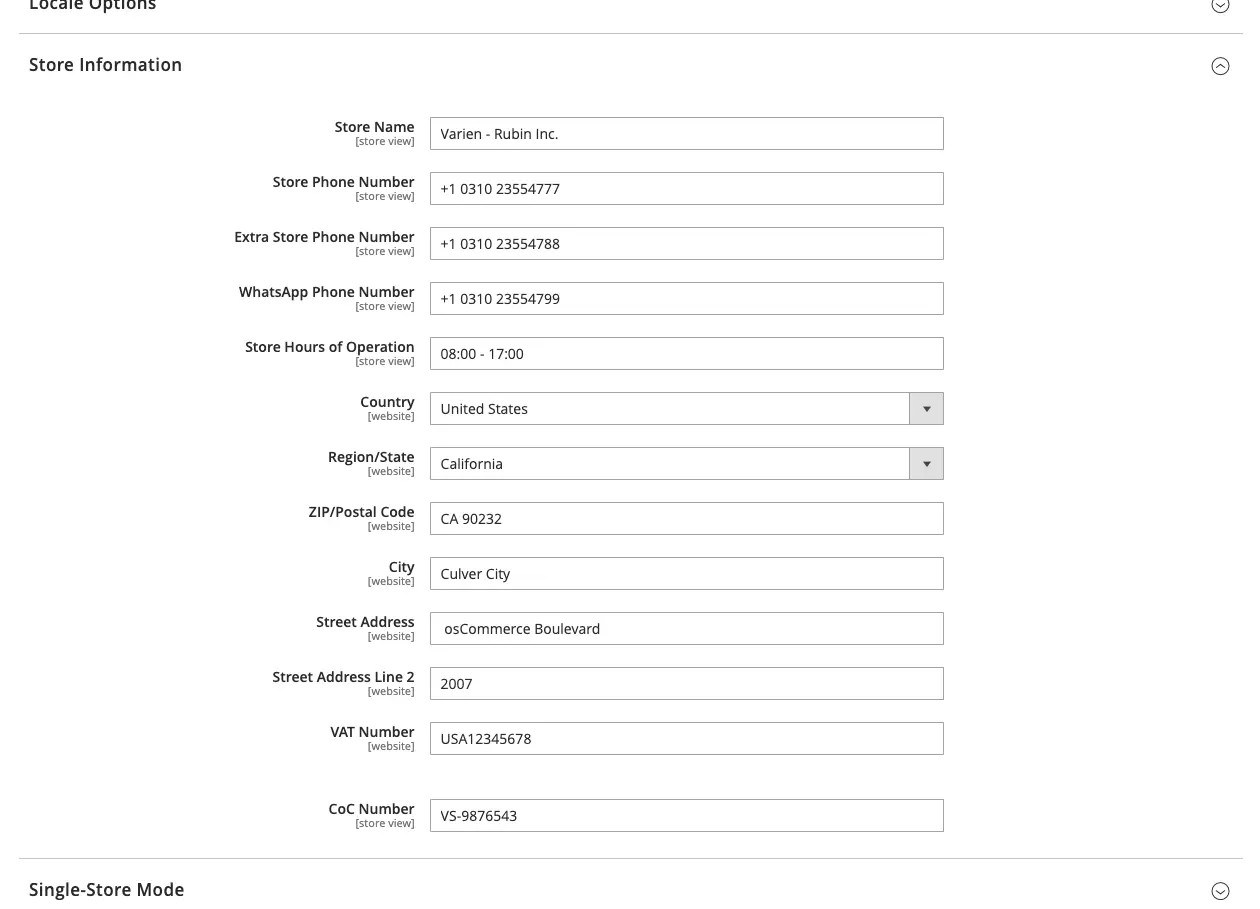 Locale Options
Store Information
Store Name
[store view]
Varien - Rubin Inc.
Store Phone Number
[store view]
+1 0310 23554777
Extra Store Phone Number
[store view]
+1 0310 23554788
WhatsApp Phone Number
[store view]
+1 0310 23554799
Store Hours of Operation
[store view]
08:00 - 17:00
Country
[website]
United States
Region/State
[website]
California
ZIP/Postal Code
[website]
CA 90232
City
[website]
Culver City
Street Address
[website]
osCommerce Boulevard
Street Address Line 2
[website]
2007
VAT Number
[website]
USA12345678
CoC Number
[store view]
VS-9876543
Single-Store Mode